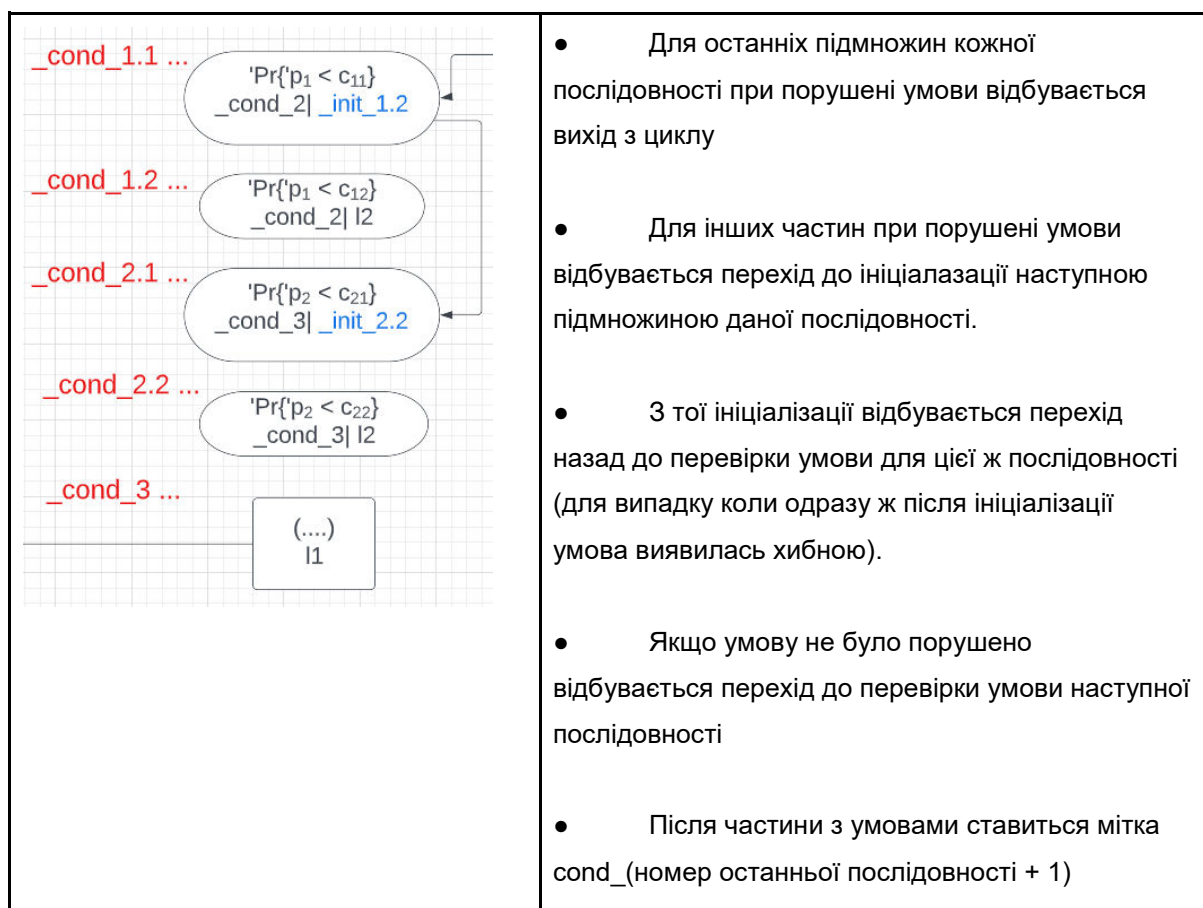 _cond_1.1 ...
'Pr{'p₁ < c₁₁}
_cond_2| _init_1.2
_cond_1.2 ...
'Pr{'p₁ < c₁₂}
_cond_2| l2
_cond_2.1 ...
'Pr{'p₂ < c₂₁}
_cond_3| _init_2.2
_cond_2.2 ...
'Pr{'p₂ < c₂₂}
_cond_3| l2
_cond_3 ...
(....)
l1
● Для останніх підмножин кожної
послідовності при порушені умови відбувається
вихід з циклу
● Для інших частин при порушені умови
відбувається перехід до ініціалазації наступною
підмножиною даної послідовності.
● З тої ініціалізації відбувається перехід
назад до перевірки умови для цієї ж послідовності
(для випадку коли одразу ж після ініціалізації
умова виявилась хибною).
● Якщо умову не було порушено
відбувається перехід до перевірки умови наступної
послідовності
● Після частини з умовами ставиться мітка
cond_(номер останньої послідовності + 1)